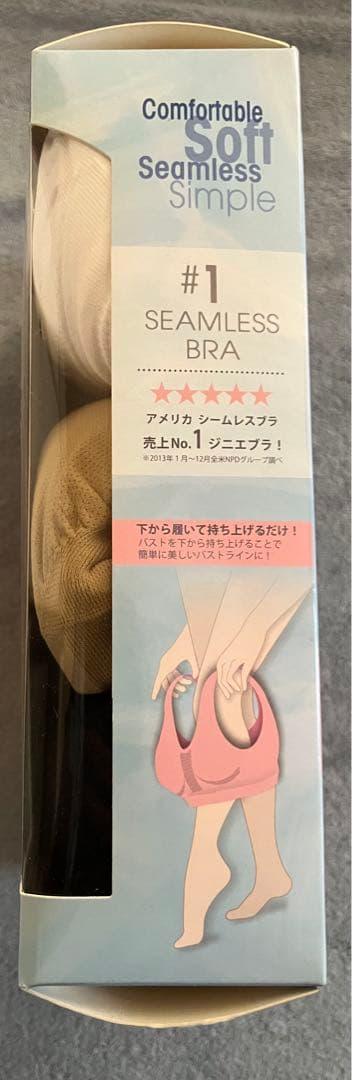 Comfortable
Soft
Seamless
Simple
#1
SEAMLESS
BRA
アメリカ シームレスブラ
売上No.1 ジニエブラ！
※2013年1月～12月全米NPDグループ調べ
下から履いて持ち上げるだけ！
バストを下から持ち上げることで
簡単に美しいバストラインに！